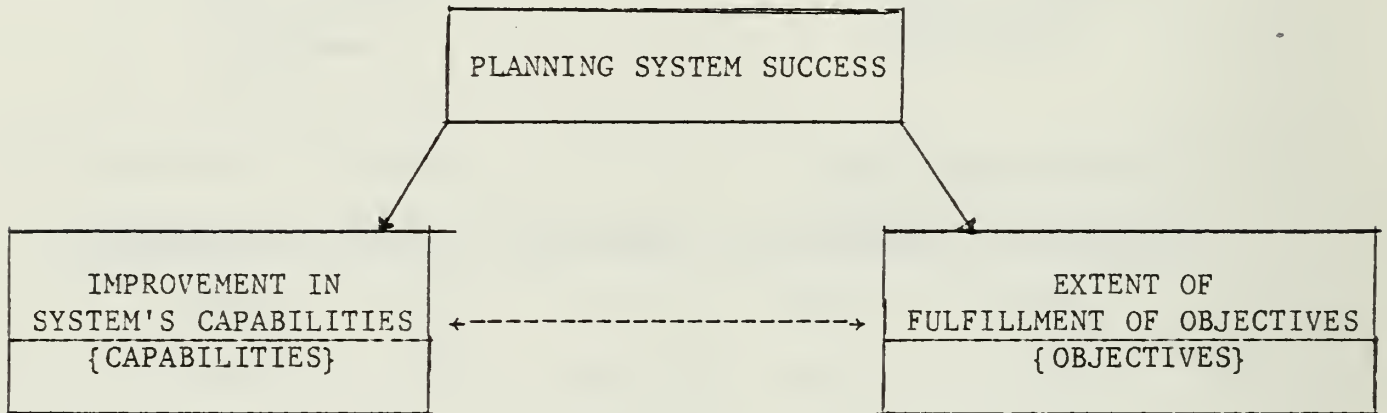 PLANNING SYSTEM SUCCESS
IMPROVEMENT IN
SYSTEM'S CAPABILITIES
{CAPABILITIES}
EXTENT OF
FULFILLMENT OF OBJECTIVES
{OBJECTIVES}